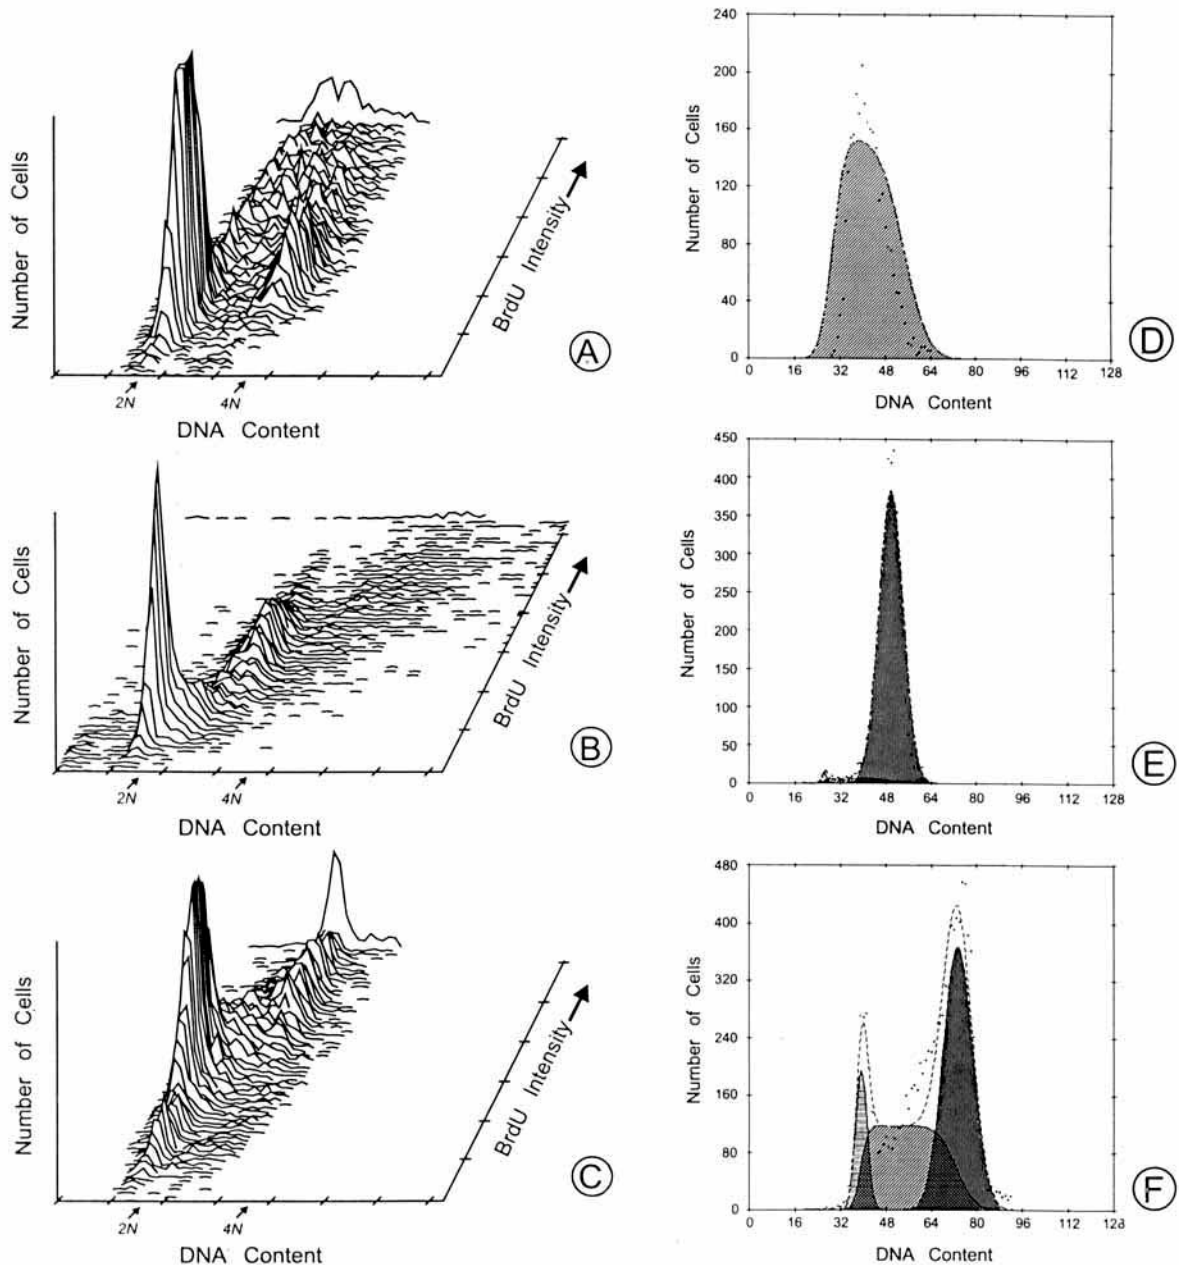 Number of Cells
BrdU Intensity
2N
4N
DNA Content
A
Number of Cells
BrdU Intensity
2N
4N
DNA Content
B
Number of Cells
BrdU Intensity
2N
4N
DNA Content
C
Number of Cells
240
200
160
120
80
40
0
0 16 32 48 64 80 96 112 128
DNA Content
D
Number of Cells
450
400
350
300
250
200
150
100
50
0
0 16 32 48 64 80 96 112 128
DNA Content
E
Number of Cells
480
400
320
240
160
80
0
0 16 32 48 64 80 96 112 128
DNA Content
F